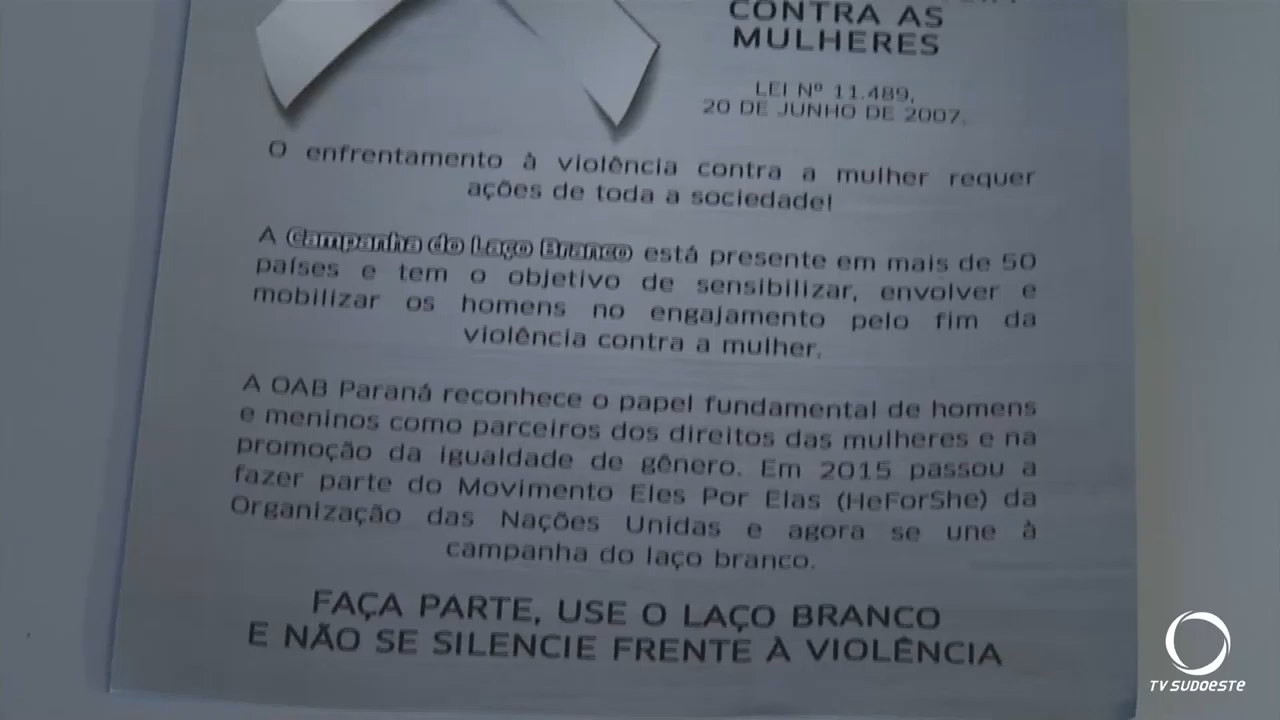 CONTRA AS
MULHERES
LEI Nº 11.489,
20 DE JUNHO DE 2007.
O enfrentamento à violência contra a mulher requer
ações de toda a sociedade!
A Campanha do Laço Branco está presente em mais de 50
países e tem o objetivo de sensibilizar, envolver e
mobilizar os homens no engajamento pelo fim da
violência contra a mulher.
A OAB Paraná reconhece o papel fundamental de homens
e meninos como parceiros dos direitos das mulheres e na
promoção da igualdade de gênero. Em 2015 passou a
fazer parte do Movimento Eles Por Elas (HeForShe) da
Organização das Nações Unidas e agora se une à
campanha do laço branco.
FAÇA PARTE, USE O LAÇO BRANCO
E NÃO SE SILENCIE FRENTE À VIOLÊNCIA
TV SUDOESTE